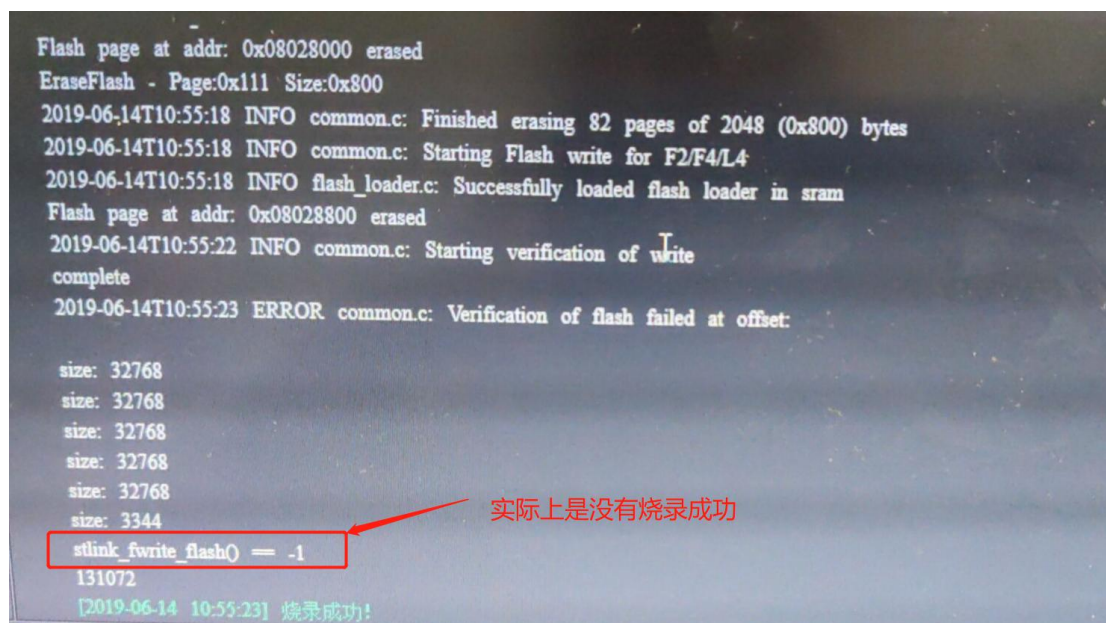 Flash page at addr: 0x08028000 erased
EraseFlash - Page:0x111 Size:0x800
2019-06-14T10:55:18 INFO common.c: Finished erasing 82 pages of 2048 (0x800) bytes
2019-06-14T10:55:18 INFO common.c: Starting Flash write for F2/F4/L4
2019-06-14T10:55:18 INFO flash_loader.c: Successfully loaded flash loader in sram
Flash page at addr: 0x08028800 erased
2019-06-14T10:55:22 INFO common.c: Starting verification of write
complete
2019-06-14T10:55:23 ERROR common.c: Verification of flash failed at offset:
size: 32768
size: 32768
size: 32768
size: 32768
size: 32768
size: 3344
实际上是没有烧录成功
stlink_fwrite_flash() == -1
131072
[2019-06-14 10:55:23] 烧录成功!